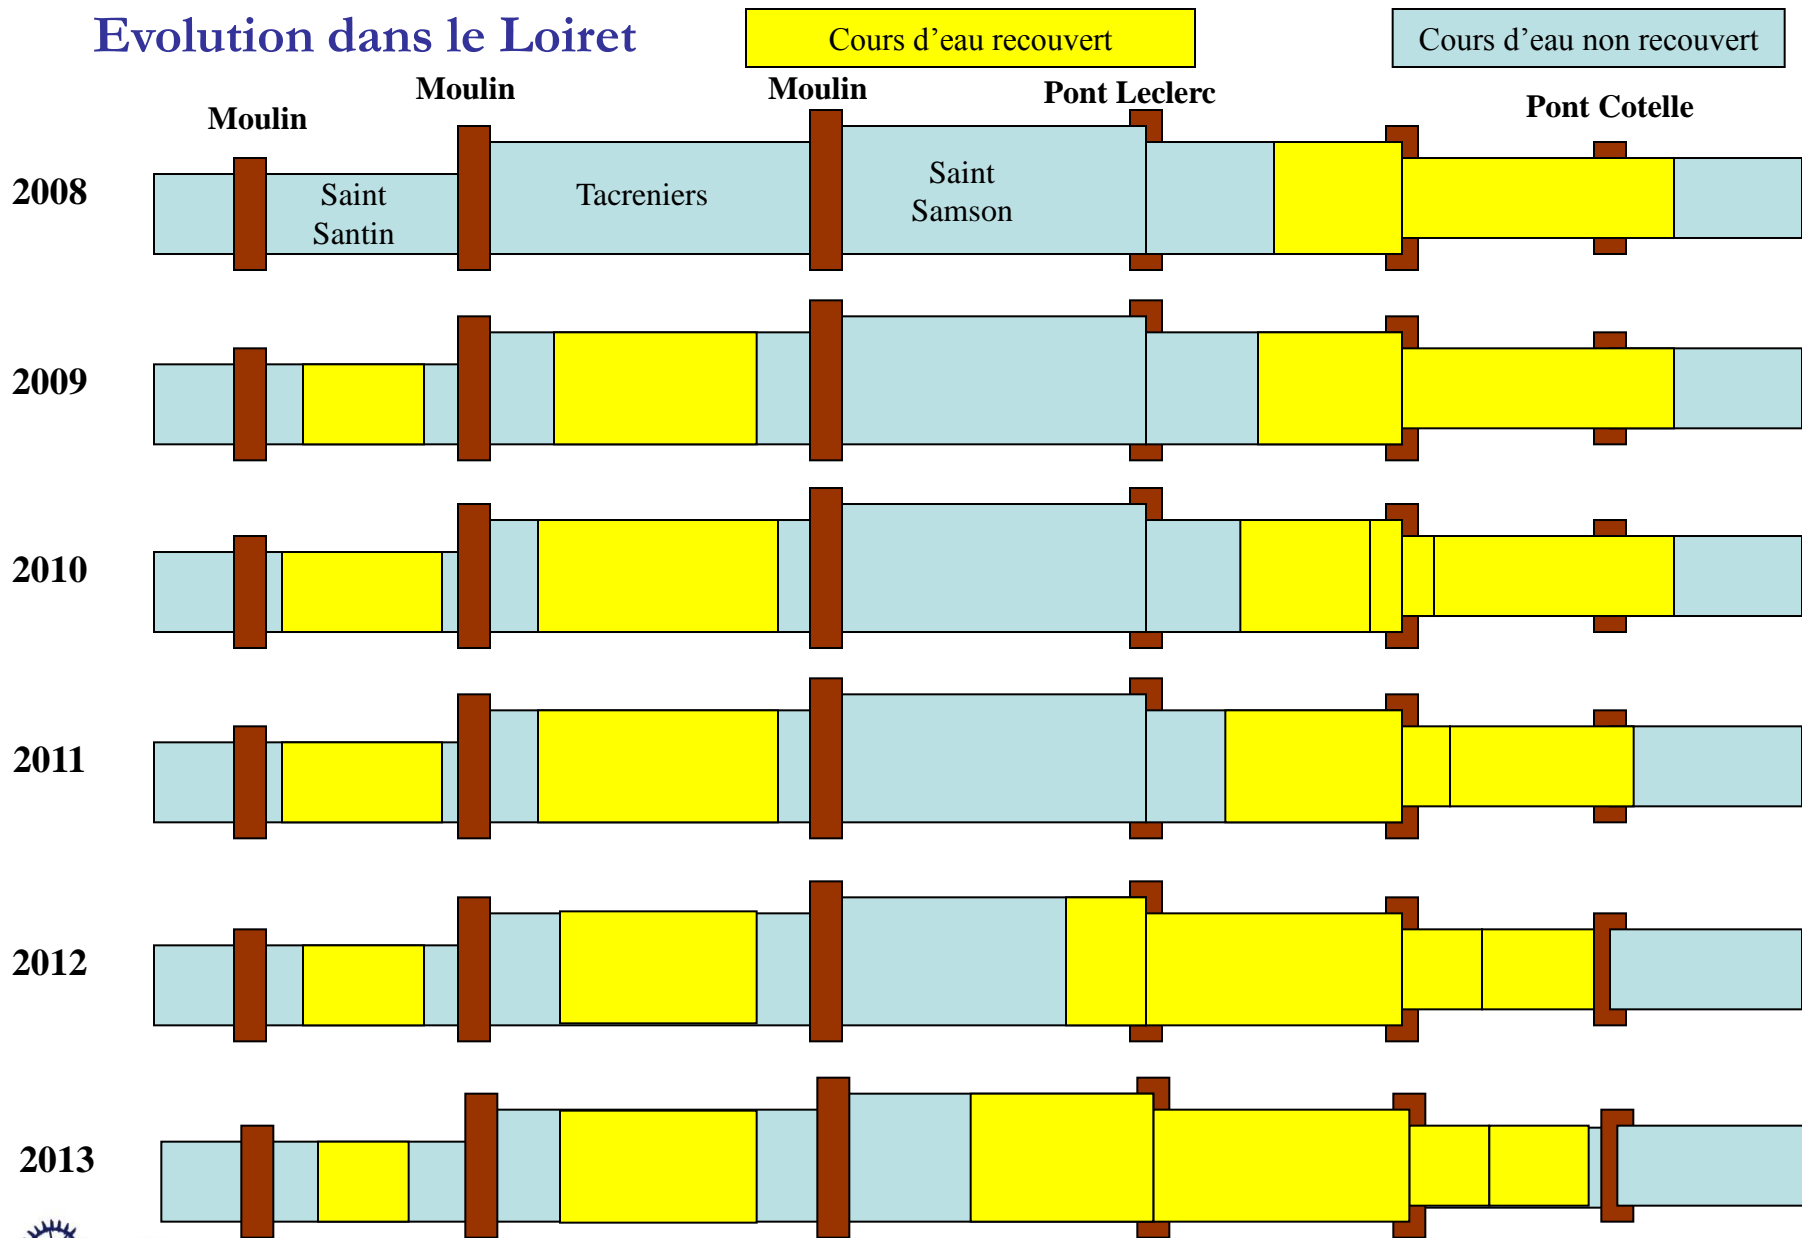 Evolution dans le Loiret
Cours d'eau recouvert
Cours d'eau non recouvert
Moulin
Moulin
Moulin
Pont Leclerc
Pont Cotelle
2008
Saint
Santin
Tacreniers
Saint
Samson
2009
2010
2011
2012
2013